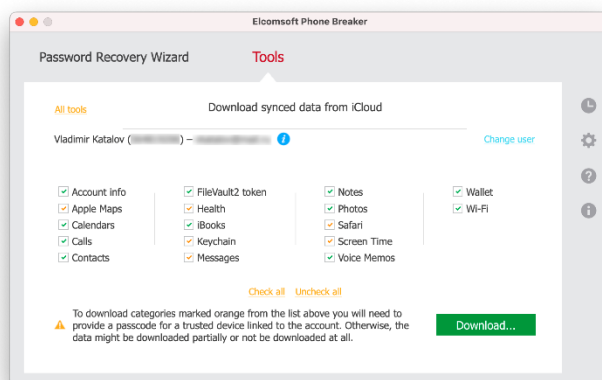 Elcomsoft Phone Breaker
Password Recovery Wizard
Tools
All tools
Download synced data from iCloud
Vladimir Katalov ( ) –
Change user
Account info
Apple Maps
Calendars
Calls
Contacts
FileVault2 token
Health
iBooks
Keychain
Messages
Notes
Photos
Safari
Screen Time
Voice Memos
Wallet
Wi-Fi
Check all Uncheck all
To download categories marked orange from the list above you will need to
provide a passcode for a trusted device linked to the account. Otherwise, the
data might be downloaded partially or not be downloaded at all.
Download...